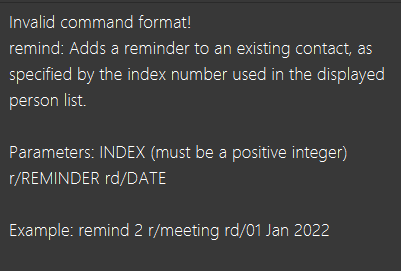 Invalid command format!
remind: Adds a reminder to an existing contact, as
specified by the index number used in the displayed
person list.
Parameters: INDEX (must be a positive integer)
r/REMINDER rd/DATE
Example: remind 2 r/meeting rd/01 Jan 2022